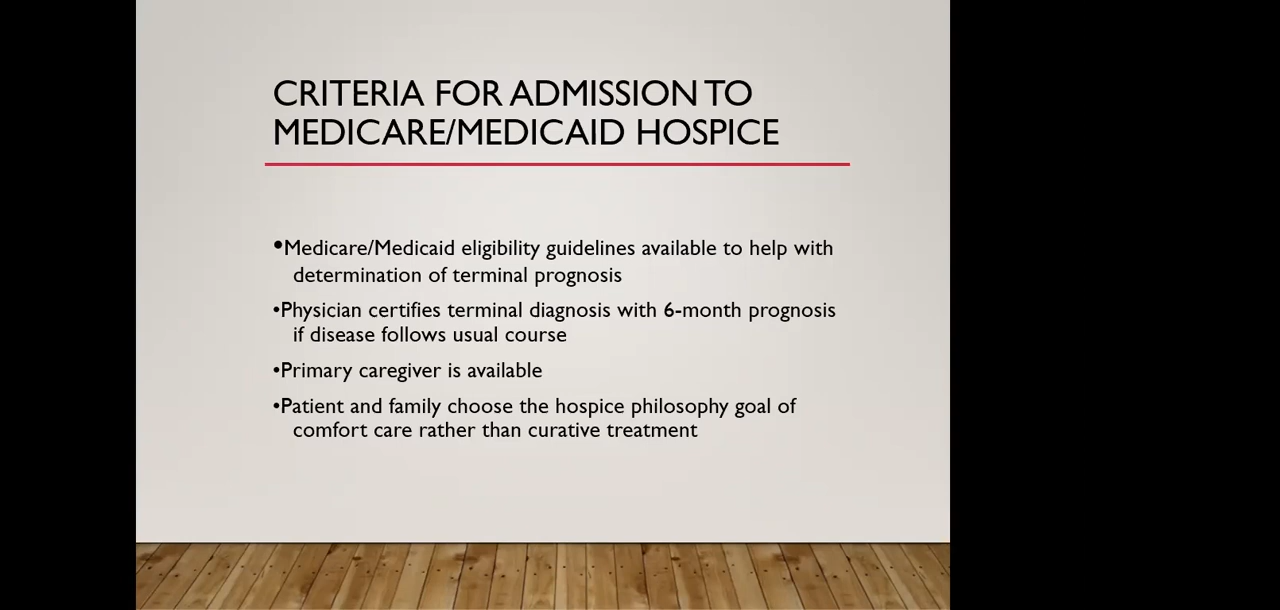 CRITERIA FOR ADMISSION TO
MEDICARE/MEDICAID HOSPICE
•Medicare/Medicaid eligibility guidelines available to help with
determination of terminal prognosis
•Physician certifies terminal diagnosis with 6-month prognosis
if disease follows usual course
•Primary caregiver is available
•Patient and family choose the hospice philosophy goal of
comfort care rather than curative treatment